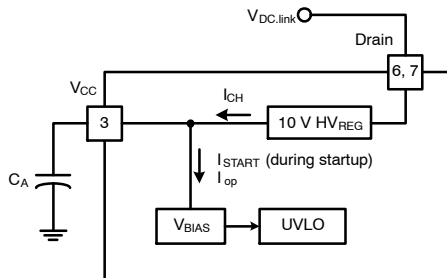 V_DC.link
Drain
6, 7
V_CC
I_CH
3
10 V HV_REG
I_START (during startup)
I_op
C_A
V_BIAS
UVLO